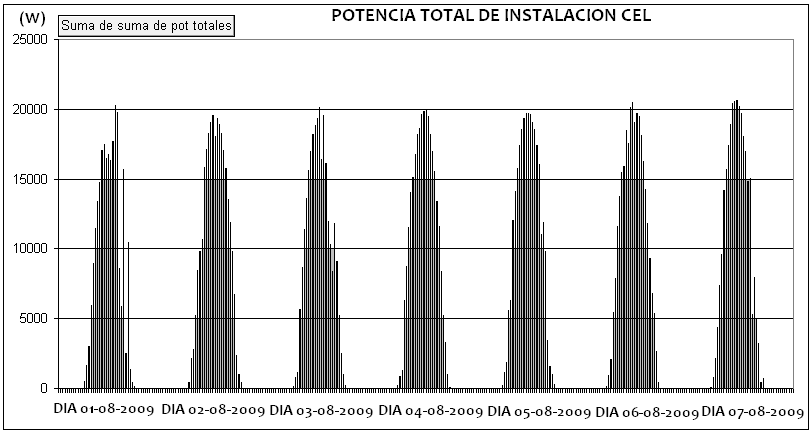 (W)
Suma de suma de pot totales
POTENCIA TOTAL DE INSTALACION CEL
25000
20000
15000
10000
5000
0
DIA 01-08-2009 DIA 02-08-2009 DIA 03-08-2009 DIA 04-08-2009 DIA 05-08-2009 DIA 06-08-2009 DIA 07-08-2009